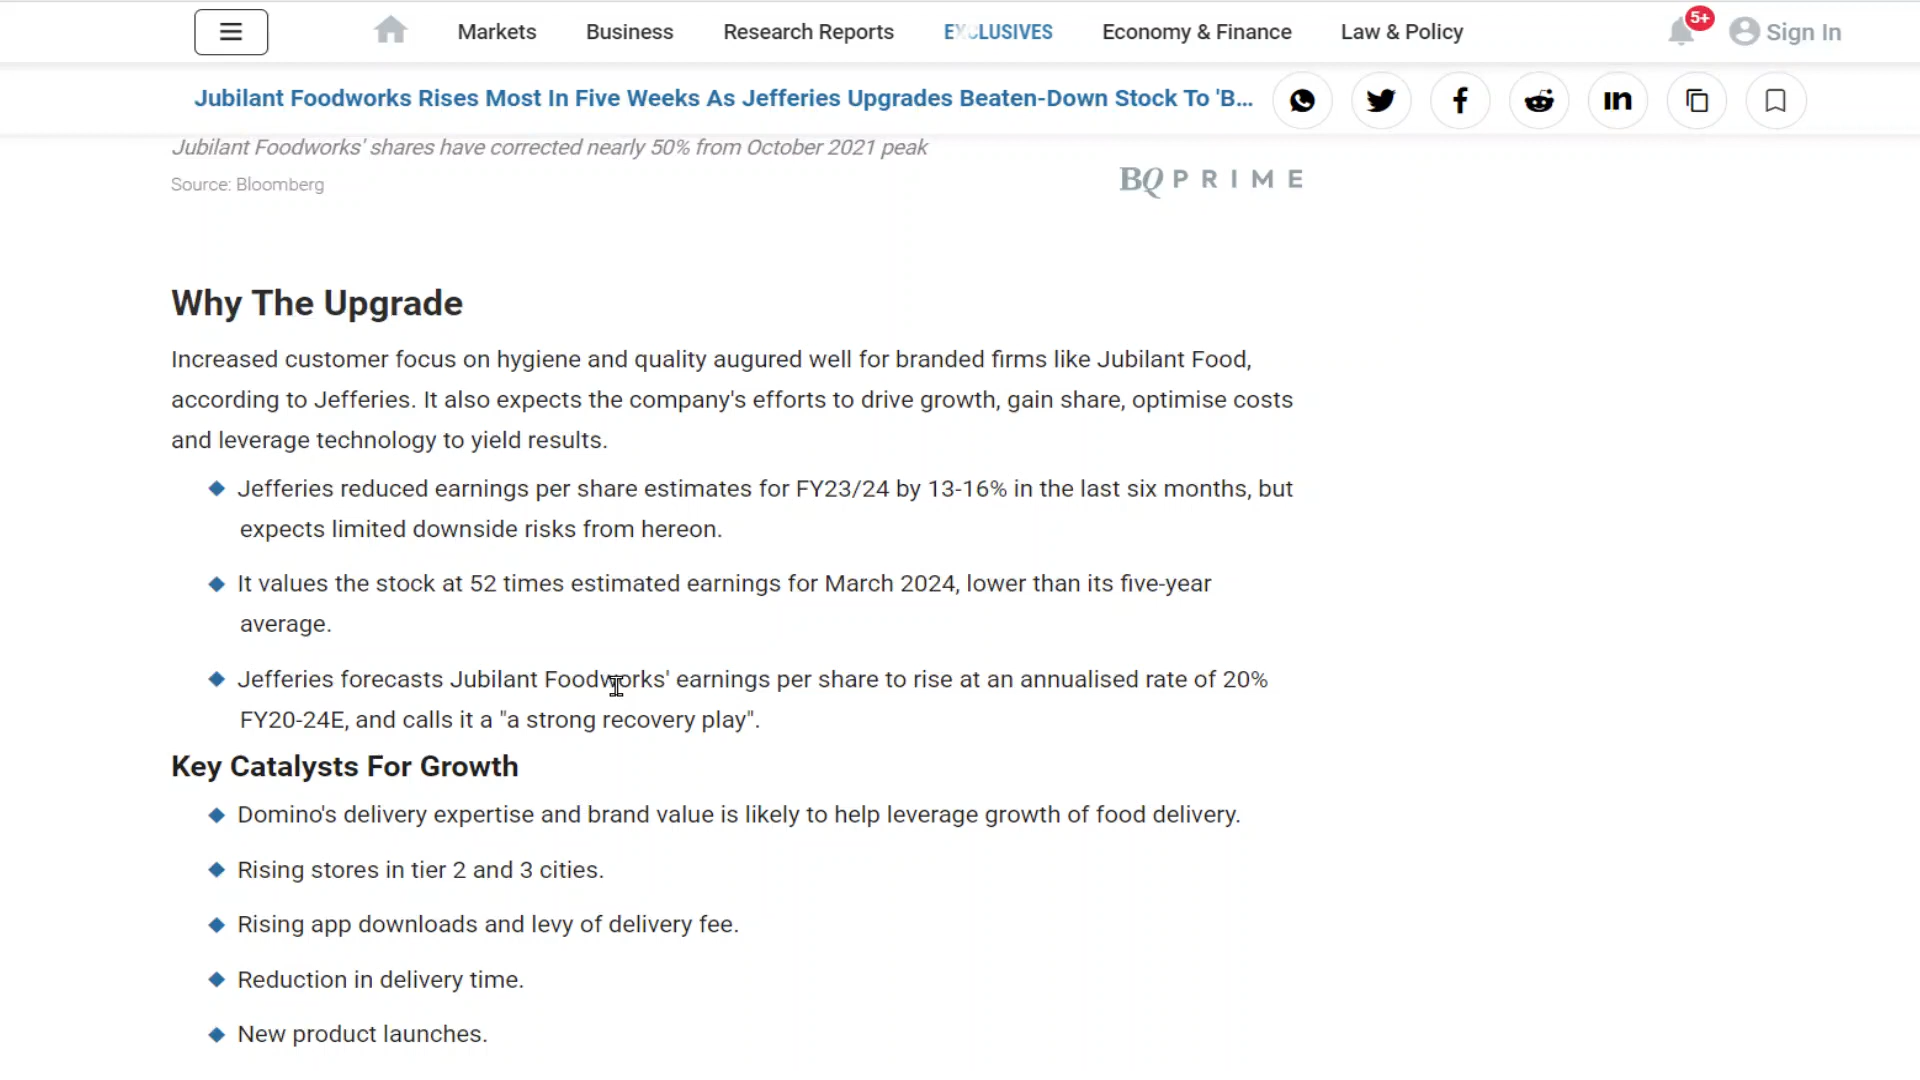 Markets Business Research Reports EXCLUSIVES Economy & Finance Law & Policy 5+ Sign In
Jubilant Foodworks Rises Most In Five Weeks As Jefferies Upgrades Beaten-Down Stock To 'B...
Jubilant Foodworks' shares have corrected nearly 50% from October 2021 peak
Source: Bloomberg
BQ PRIME
Why The Upgrade
Increased customer focus on hygiene and quality augured well for branded firms like Jubilant Food,
according to Jefferies. It also expects the company's efforts to drive growth, gain share, optimise costs
and leverage technology to yield results.
Jefferies reduced earnings per share estimates for FY23/24 by 13-16% in the last six months, but
expects limited downside risks from hereon.
It values the stock at 52 times estimated earnings for March 2024, lower than its five-year
average.
Jefferies forecasts Jubilant Foodworks' earnings per share to rise at an annualised rate of 20%
FY20-24E, and calls it a "a strong recovery play".
Key Catalysts For Growth
Domino's delivery expertise and brand value is likely to help leverage growth of food delivery.
Rising stores in tier 2 and 3 cities.
Rising app downloads and levy of delivery fee.
Reduction in delivery time.
New product launches.